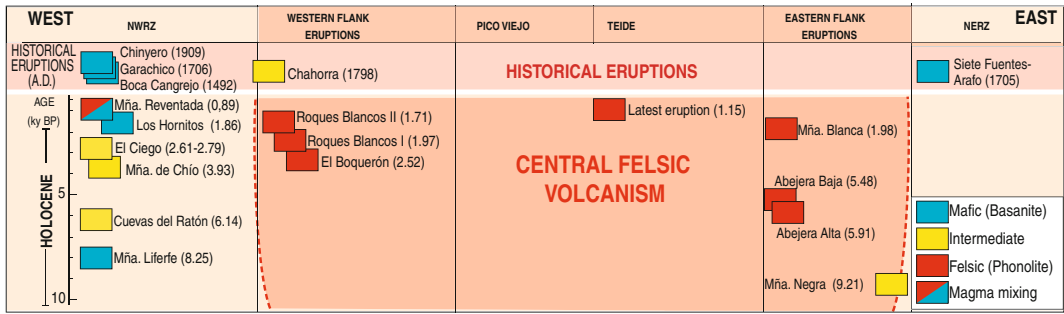 WEST
NWRZ
WESTERN FLANK
ERUPTIONS
PICO VIEJO
TEIDE
EASTERN FLANK
ERUPTIONS
NERZ
EAST
HISTORICAL
ERUPTIONS
(A.D.)
Chinyero (1909)
Garachico (1706)
Boca Cangrejo (1492)
Chahorra (1798)
HISTORICAL ERUPTIONS
Siete Fuentes-
Arafo (1705)
AGE
(ky BP)
HOLOCENE
5
10
Mña. Reventada (0,89)
Los Hornitos (1.86)
El Ciego (2.61-2.79)
Mña. de Chío (3.93)
Cuevas del Ratón (6.14)
Mña. Liferfe (8.25)
Roques Blancos II (1.71)
Roques Blancos I (1.97)
El Boquerón (2.52)
Latest eruption (1.15)
CENTRAL FELSIC
VOLCANISM
Mña. Blanca (1.98)
Abejera Baja (5.48)
Abejera Alta (5.91)
Mña. Negra (9.21)
Mafic (Basanite)
Intermediate
Felsic (Phonolite)
Magma mixing